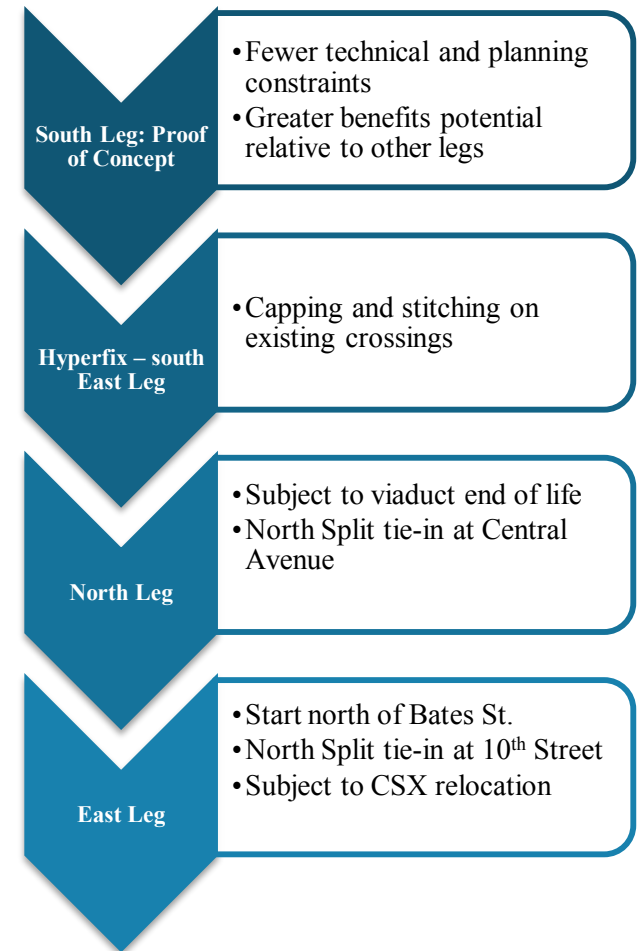 South Leg: Proof
of Concept
•Fewer technical and planning
constraints
•Greater benefits potential
relative to other legs
Hyperfix – south
East Leg
•Capping and stitching on
existing crossings
North Leg
•Subject to viaduct end of life
•North Split tie-in at Central
Avenue
East Leg
•Start north of Bates St.
•North Split tie-in at 10th Street
•Subject to CSX relocation